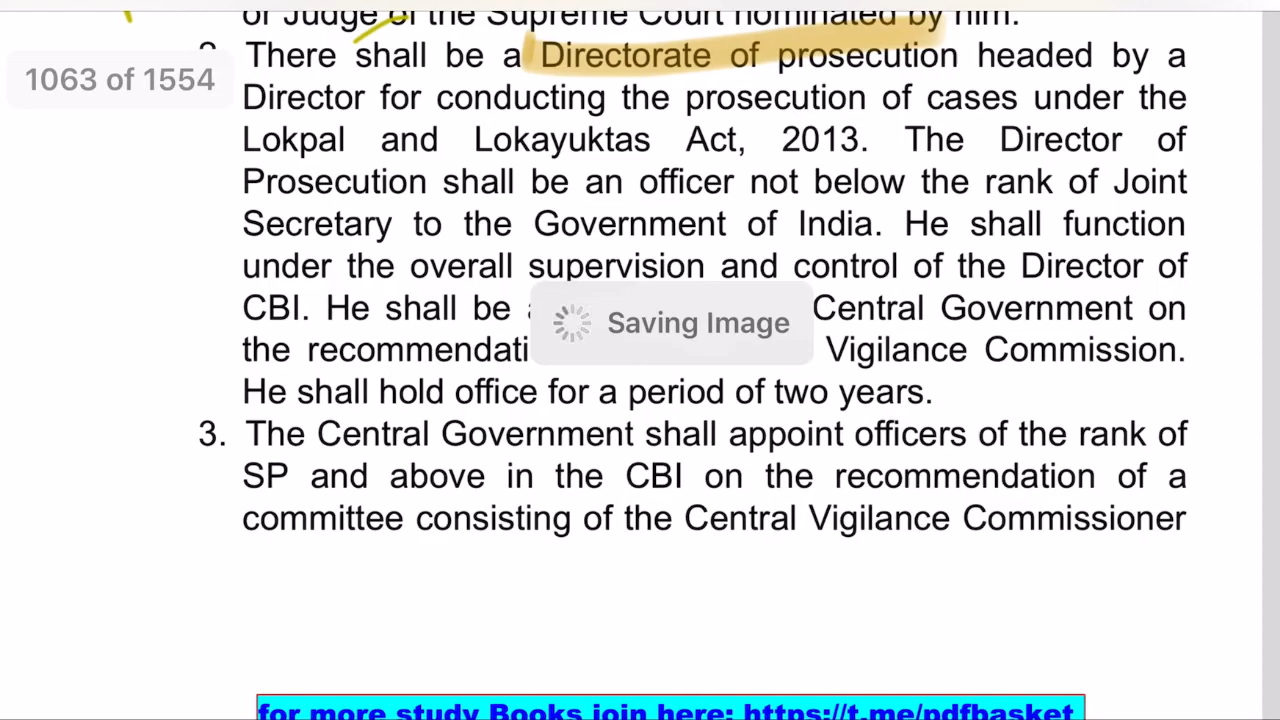 of Judge of the Supreme Court nominated by him.
1063 of 1554
There shall be a Directorate of prosecution headed by a
Director for conducting the prosecution of cases under the
Lokpal and Lokayuktas Act, 2013. The Director of
Prosecution shall be an officer not below the rank of Joint
Secretary to the Government of India. He shall function
under the overall supervision and control of the Director of
CBI. He shall be Central Government on
Saving Image
the Vigilance Commission.
He shall hold office for a period of two years.
3. The Central Government shall appoint officers of the rank of
SP and above in the CBI on the recommendation of a
committee consisting of the Central Vigilance Commissioner
for more study Books join here: https://t.me/pdfbasket